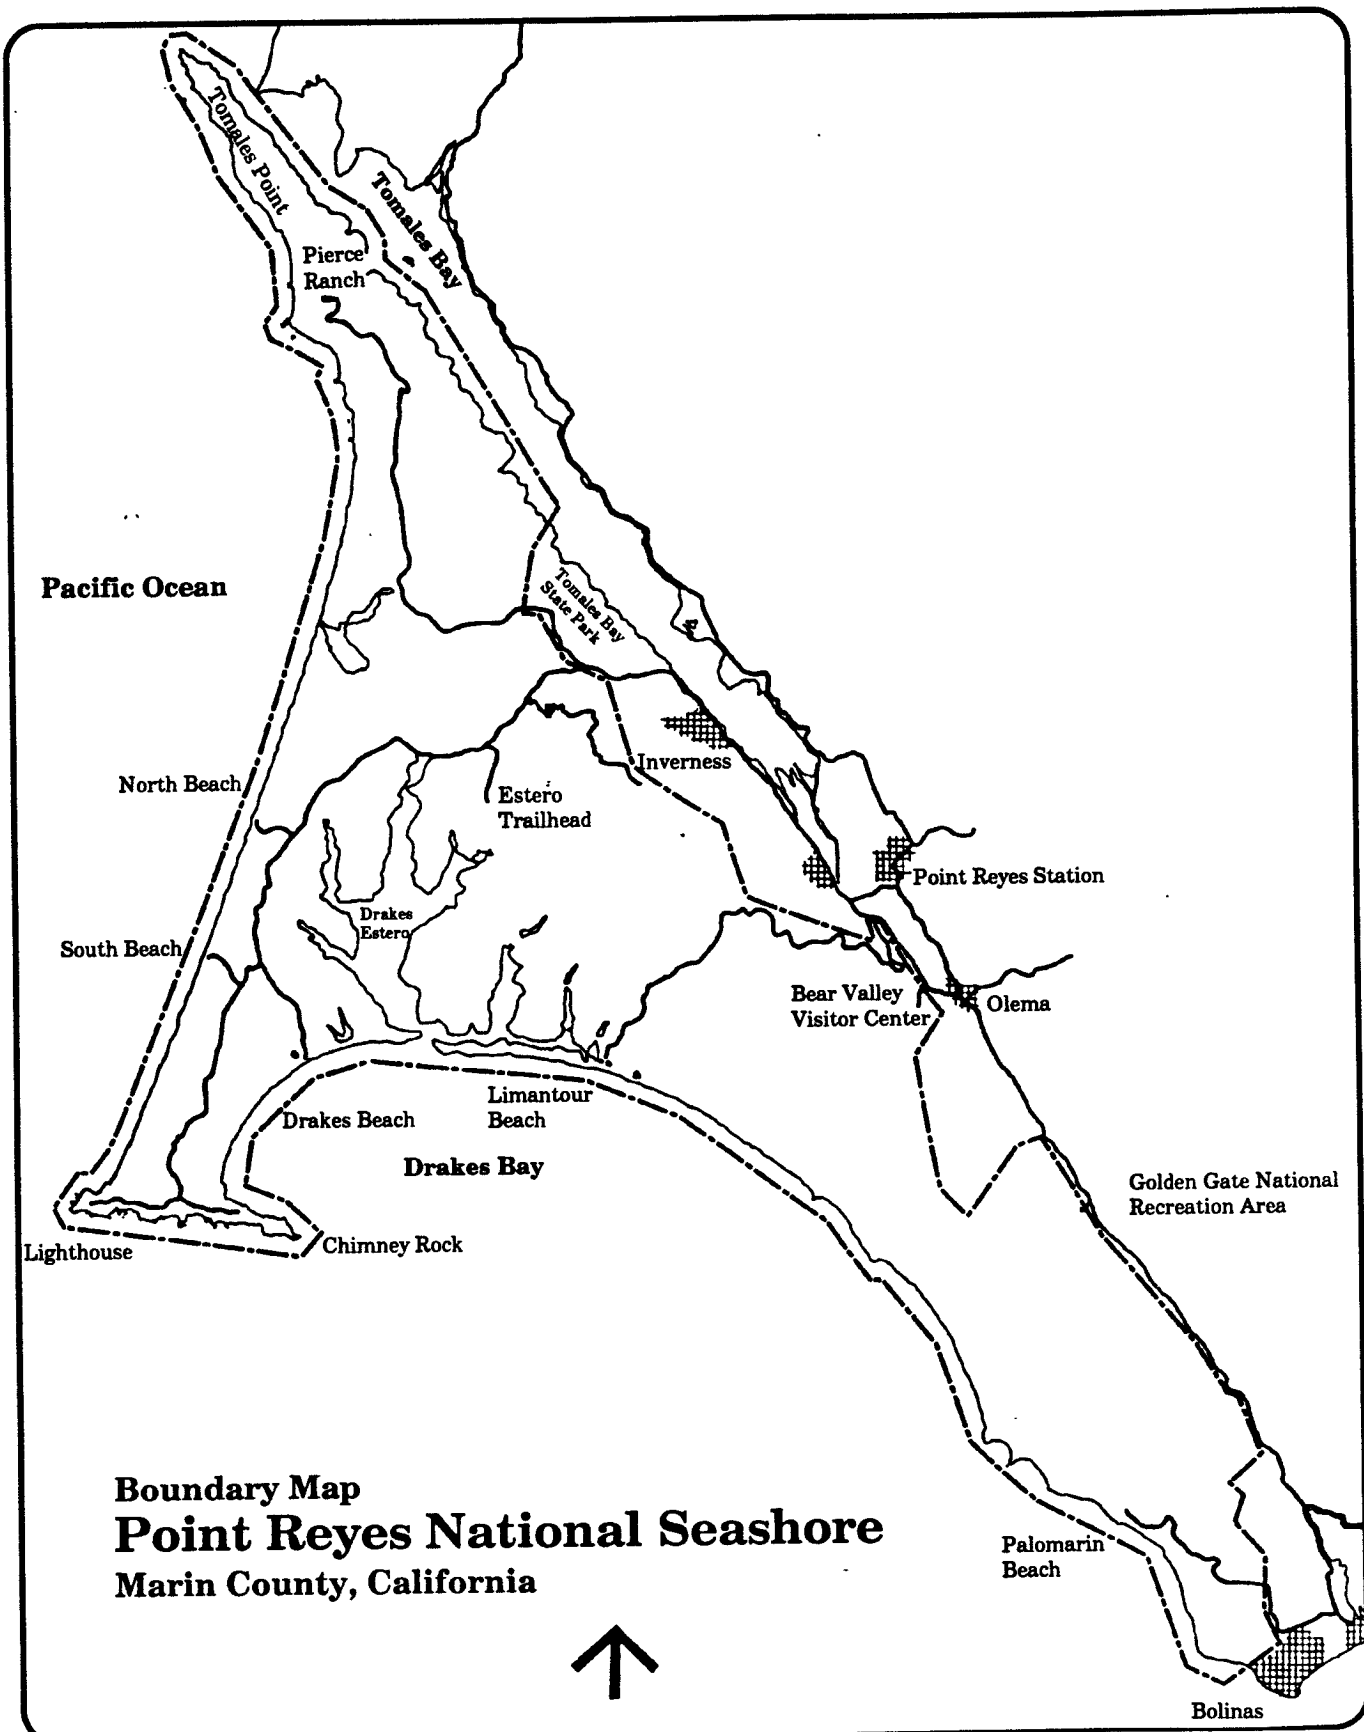 Tomales Point
Tomales Bay
Pierce
Ranch
Pacific Ocean
Tomales Bay
State Park
North Beach
Inverness
Estero
Trailhead
Point Reyes Station
Drakes
Estero
South Beach
Bear Valley
Visitor Center
Olema
Limantour
Beach
Drakes Beach
Drakes Bay
Golden Gate National
Recreation Area
Lighthouse
Chimney Rock
Boundary Map
Point Reyes National Seashore
Marin County, California
Palomarin
Beach
Bolinas